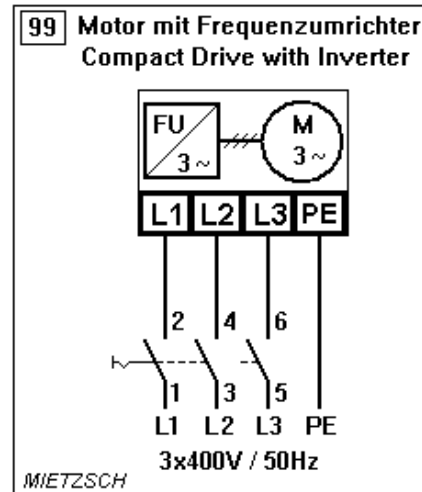 99 Motor mit Frequenzumrichter
Compact Drive with Inverter
FU M
3~ 3~
L1 L2 L3 PE
2 4 6
1 3 5
L1 L2 L3 PE
3x400V / 50Hz
MIETZSCH